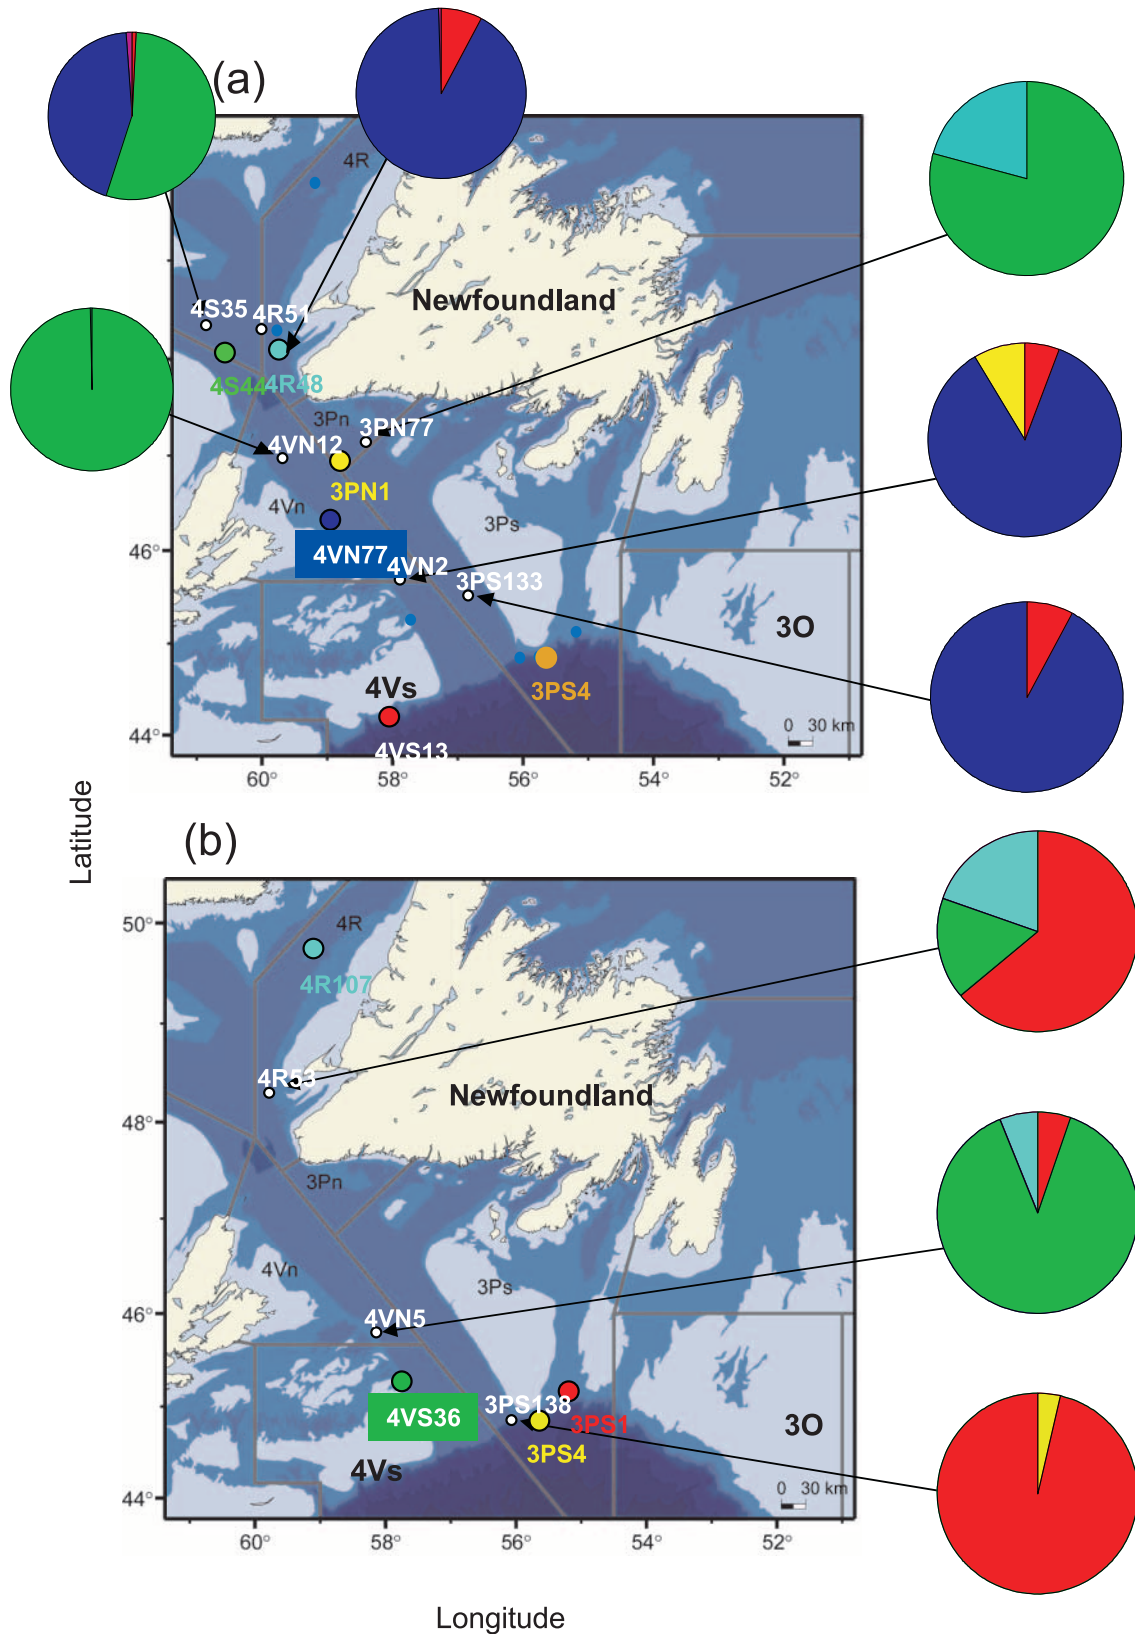 (a)
4R
Newfoundland
4S35
4R51
4S44
4R48
3Pn
3PN77
4VN12
3PN1
4Vn
3Ps
46°
4VN77
4VN2
3PS133
3O
4Vs
3PS4
0 30 km
44°
4VS13
60°
58°
56°
54°
52°
Latitude
(b)
50°
4R
4R107
4R53
Newfoundland
48°
3Pn
4Vn
3Ps
46°
4VN5
4VS36
3PS138
3PS1
3O
3PS4
4Vs
0 30 km
44°
60°
58°
56°
54°
52°
Longitude